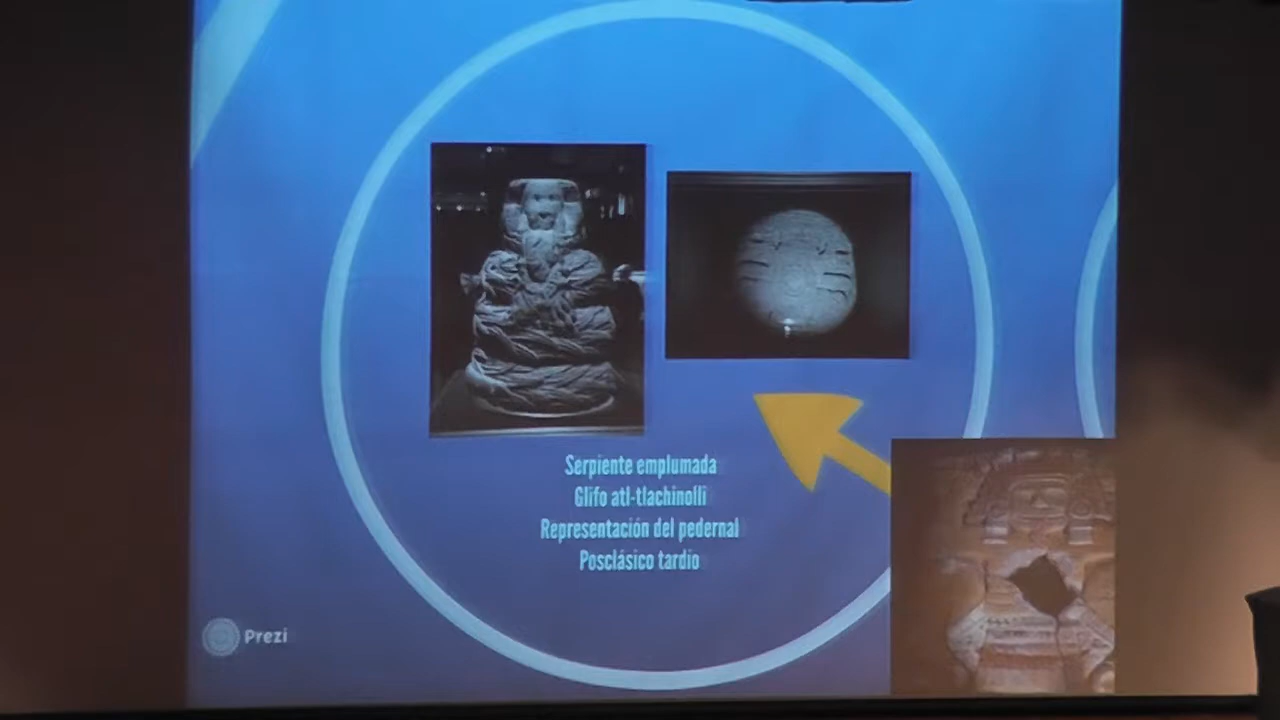 Serpiente emplumada
Glifo atl-tlachinolli
Representación del pedernal
Posclásico tardío
Prezi